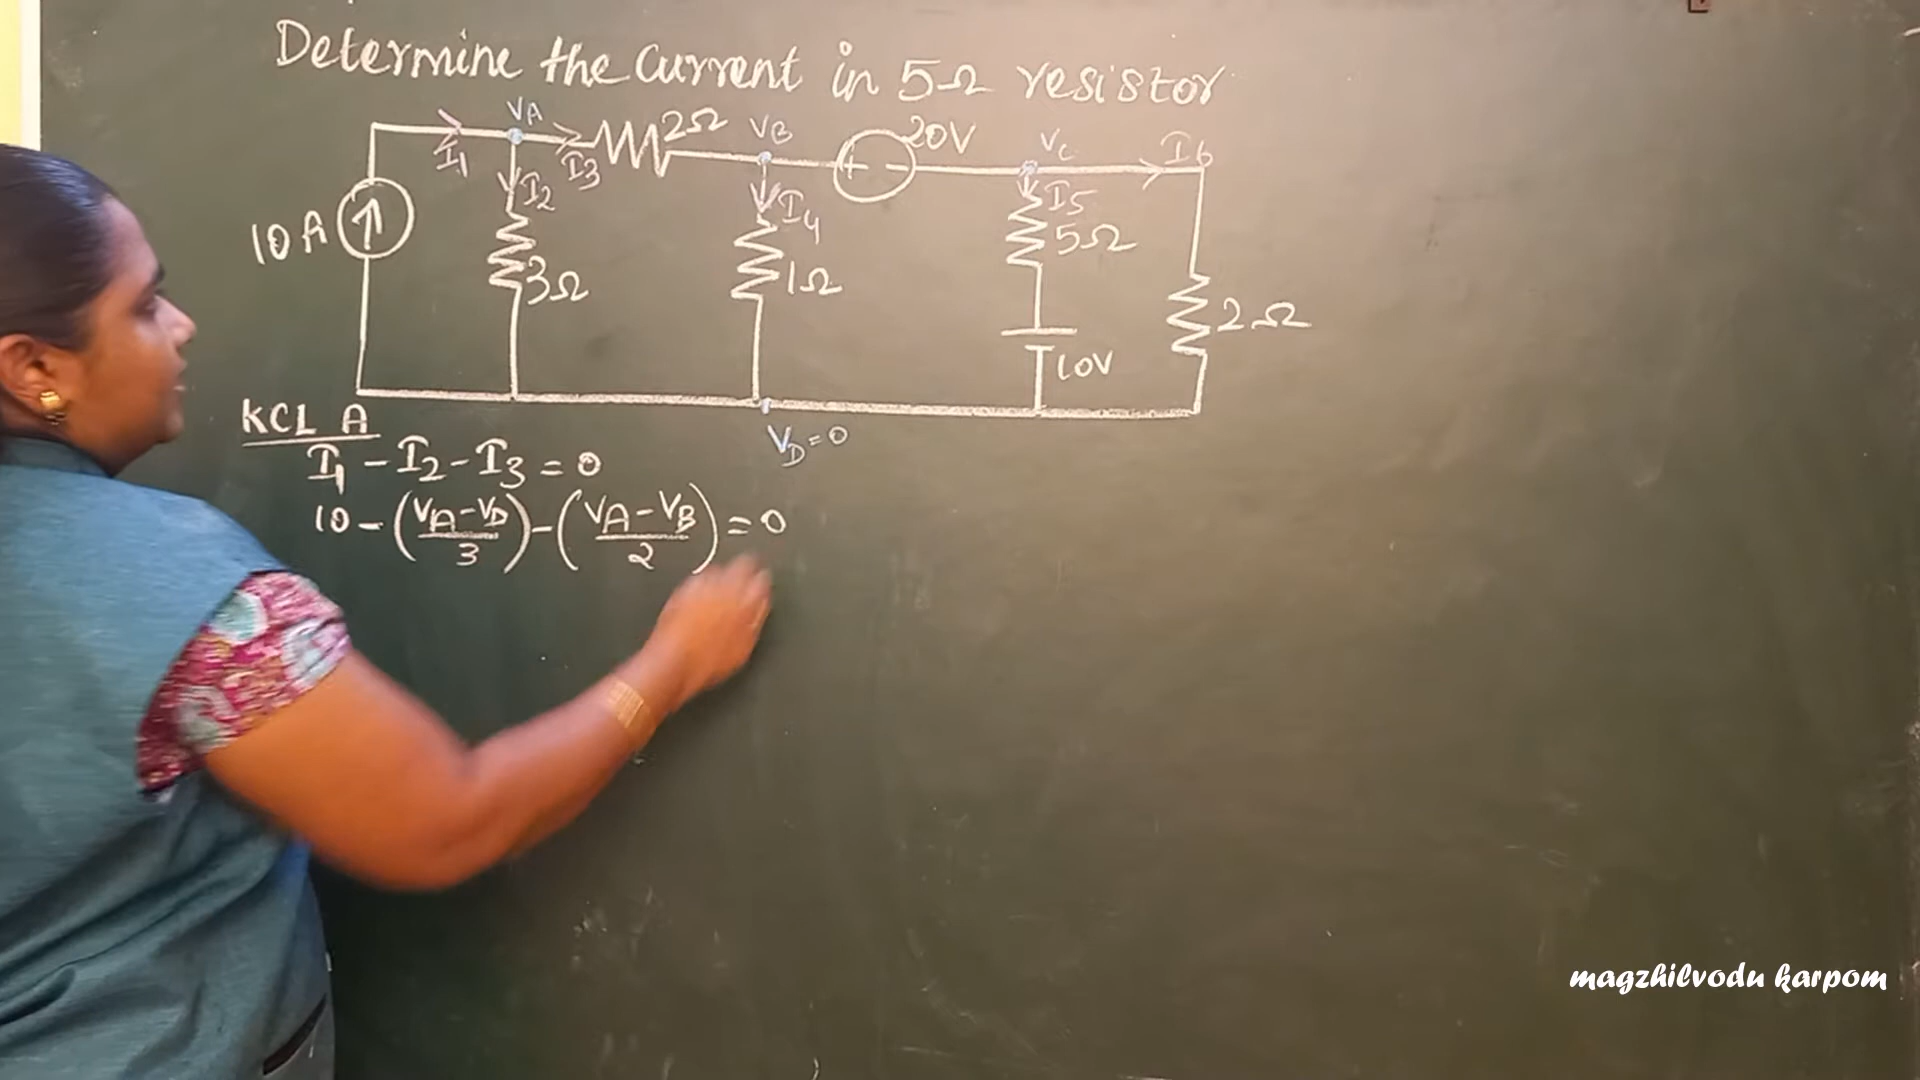 Determine the current in 5Ω resistor
VA
2Ω
VB
20V
VC
I6
I1
I3
I2
I4
I5
10A
5Ω
3Ω
1Ω
2Ω
10V
KCL A
VD=0
I1 - I2 - I3 = 0
10 - (VA-VD/3) - (VA-VB/2) = 0
magzhilvodu karpom